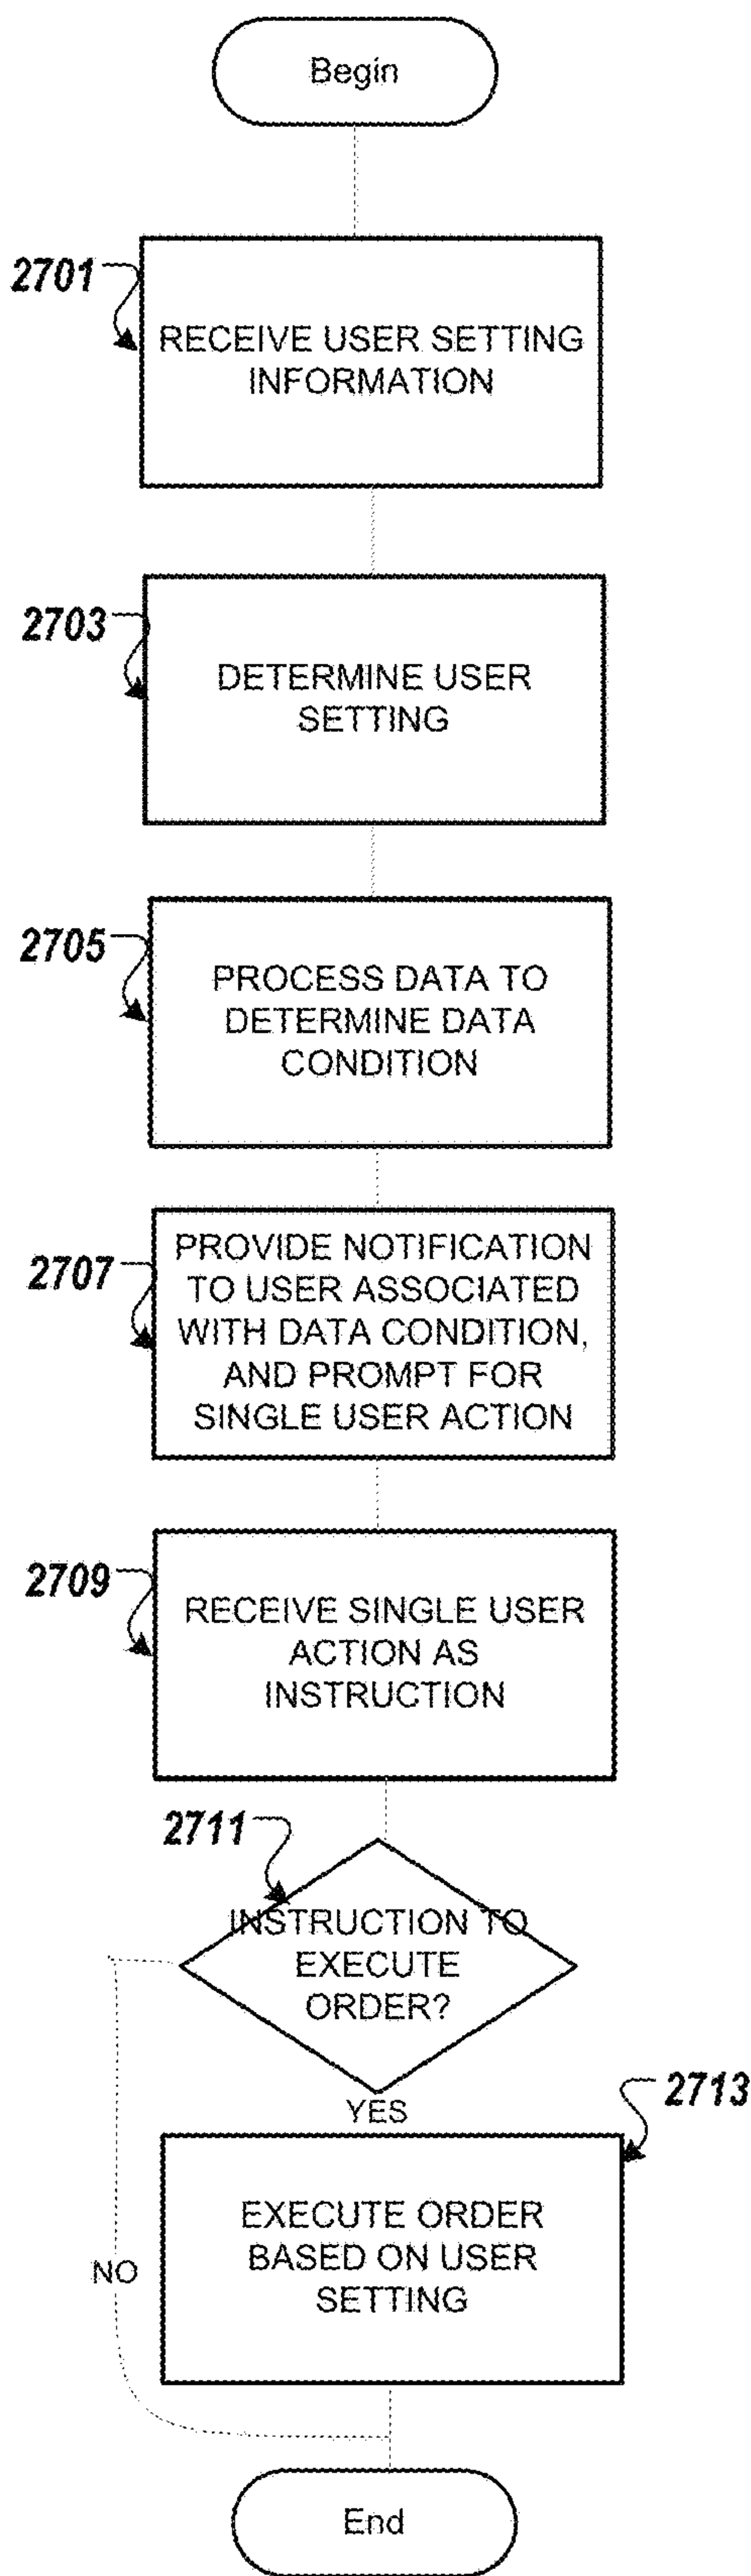 Begin
2701
RECEIVE USER SETTING
INFORMATION
2703
DETERMINE USER
SETTING
2705
PROCESS DATA TO
DETERMINE DATA
CONDITION
2707
PROVIDE NOTIFICATION
TO USER ASSOCIATED
WITH DATA CONDITION,
AND PROMPT FOR
SINGLE USER ACTION
2709
RECEIVE SINGLE USER
ACTION AS
INSTRUCTION
2711
INSTRUCTION TO
EXECUTE
ORDER?
YES
2713
EXECUTE ORDER
BASED ON USER
SETTING
NO
End